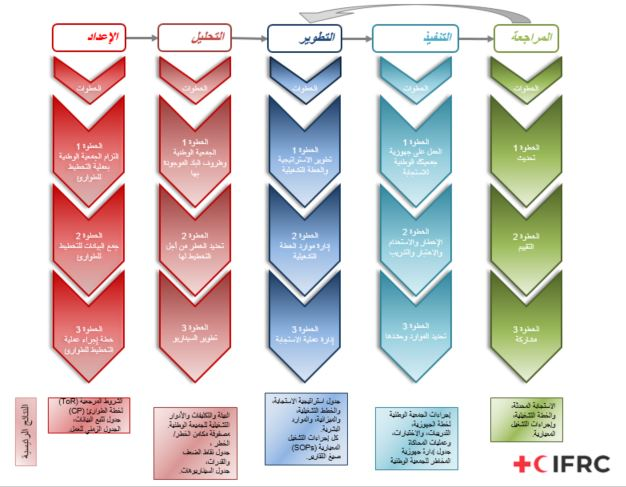 الإعداد
التحليل
التطوير
التنفيذ
المراجعة
الخطوات
الخطوات
الخطوات
الخطوات
الخطوات
الخطوة 1
التزام الجمعية الوطنية
بعملية التخطيط
للطوارئ
الخطوة 1
الجمعية الوطنية
وظروف البلد الموجودة
بها
الخطوة 1
تطوير الاستراتيجية
والخطة التشغيلية
الخطوة 1
العمل على جهوزية
جمعيتك الوطنية
للاستجابة
الخطوة 1
تحديث
الخطوة 2
جمع البيانات للتخطيط
للطوارئ
الخطوة 2
تحديد الخطر من أجل
التخطيط لها
الخطوة 2
إدارة موارد الخطة
التشغيلية
الخطوة 2
الإخطار والاستخدام
والاختبار والتدريب
الخطوة 2
التقييم
الخطوة 3
خطة إجراء عملية
التخطيط للطوارئ
الخطوة 3
تطوير السيناريو
الخطوة 3
إدارة عملية الاستجابة
الخطوة 3
تحديد الموارد وحشدها
الخطوة 3
مشاركة
النتائج الرئيسية
الشروط المرجعية (ToR)
لخطة الطوارئ (CP)
جدول تتبع البيانات،
الجدول الزمني للعمل.
البيئة والتكليفات والأدوار
التشغيلية للجمعية الوطنية.
مصفوفة مكامن الخطر/
الخطر ،
جدول نقاط الضعف
والقدرات،
جدول السيناريوهات.
جدول استراتيجية الاستجابة،
والخطط التشغيلية،
والميزانية، والموارد
البشرية
كل إجراءات التشغيل
المعيارية (SOPs)
صيغ التقارير.
إجراءات الجمعية الوطنية
لخطة الجهوزية،
التدريبات، والاختبارات،
وعمليات المحاكاة
جدول إدارة جهوزية
المخاطر للجمعية الوطنية
الاستجابة المحدثة،
والخطة التشغيلية،
وإجراءات التشغيل
المعيارية
IFRC